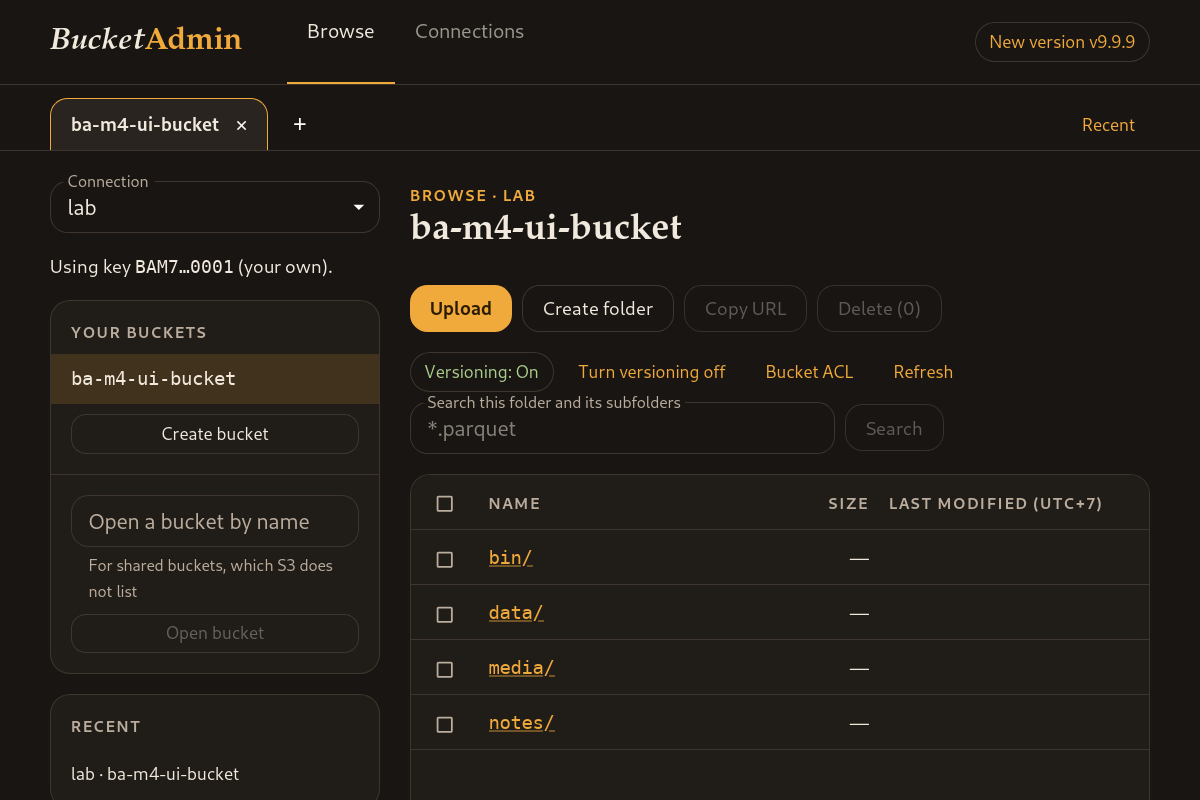 BucketAdmin
Browse
Connections
New version v9.9.9
ba-m4-ui-bucket ×
+
Recent
Connection
lab
Using key BAM7…0001 (your own).
YOUR BUCKETS
ba-m4-ui-bucket
Create bucket
Open a bucket by name
For shared buckets, which S3 does
not list
Open bucket
RECENT
lab · ba-m4-ui-bucket
BROWSE · LAB
ba-m4-ui-bucket
Upload
Create folder
Copy URL
Delete (0)
Versioning: On
Turn versioning off
Bucket ACL
Refresh
Search this folder and its subfolders
*.parquet
Search
NAME SIZE LAST MODIFIED (UTC+7)
bin/ —
data/ —
media/ —
notes/ —